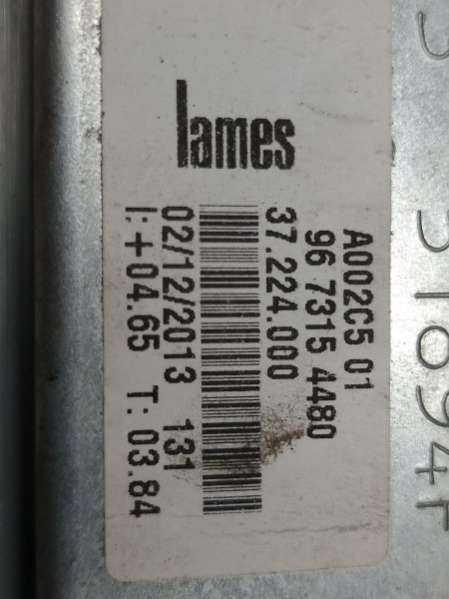 lames
A002C5 01
96 7315 4480
37.224.000
02/12/2013 131
I:+04.65 T: 03.84